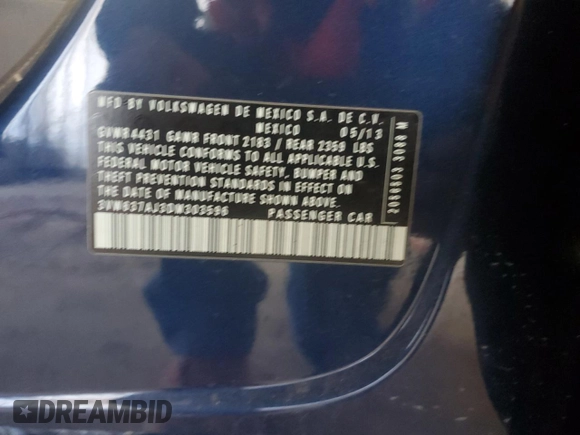 MFD BY VOLKSWAGEN DE MEXICO S.A. DE C.V.
MEXICO 05/13
GVWR4431 GAWR FRONT 2183 / REAR 2359 LBS
THIS VEHICLE CONFORMS TO ALL APPLICABLE U.S.
FEDERAL MOTOR VEHICLE SAFETY, BUMPER AND
THEFT PREVENTION STANDARDS IN EFFECT ON
THE DATE OF MANUFACTURE SHOWN ABOVE.
3VW637AJ3DM303596 PASSENGER CAR
DREAMBID